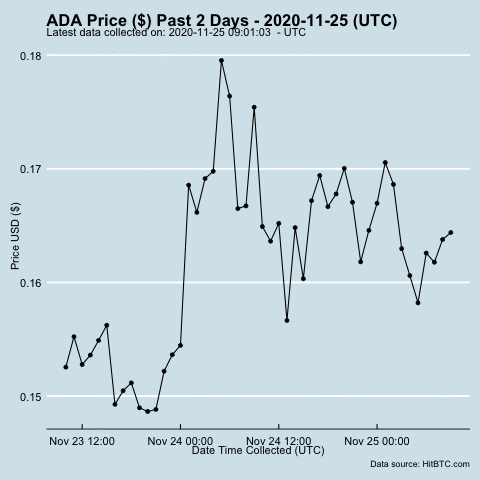 ADA Price ($) Past 2 Days - 2020-11-25 (UTC)
Latest data collected on: 2020-11-25 09:01:03 - UTC
0.18
0.17
0.16
0.15
Price USD ($)
Nov 23 12:00 Nov 24 00:00 Nov 24 12:00 Nov 25 00:00
Date Time Collected (UTC)
Data source: HitBTC.com